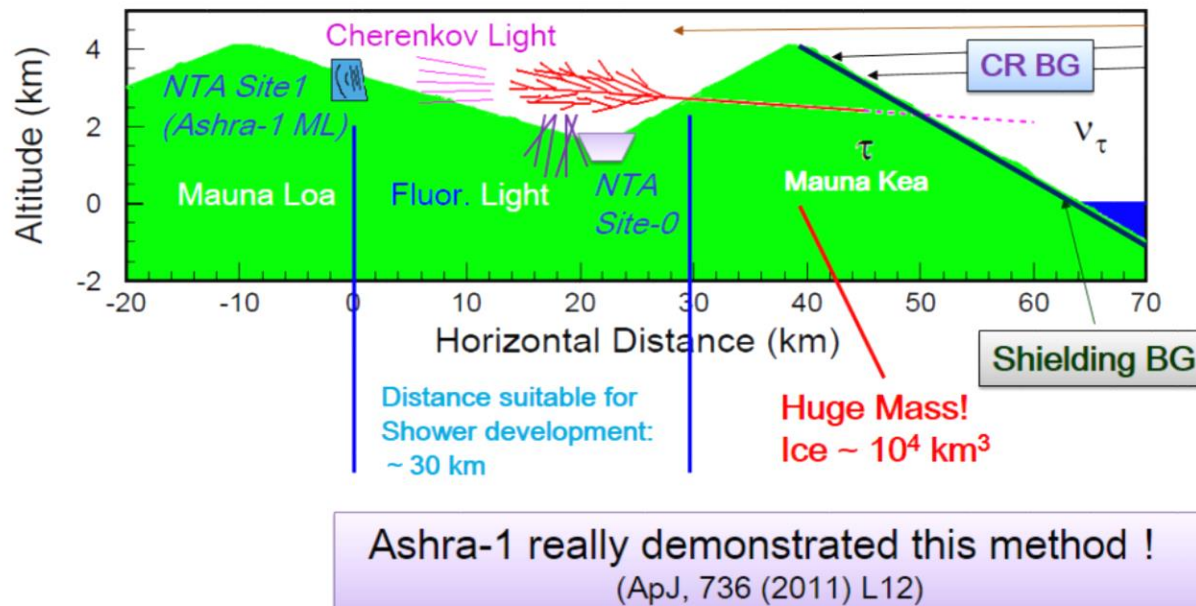 Altitude (km)
4
2
0
-2
Cherenkov Light
NTA Site1
(Ashra-1 ML)
CR BG
τ
ντ
Mauna Loa
Fluor. Light
NTA
Site-0
Mauna Kea
-20 -10 0 10 20 30 40 50 60 70
Horizontal Distance (km)
Shielding BG
Distance suitable for
Shower development:
~ 30 km
Huge Mass!
Ice ~ 10⁴ km³
Ashra-1 really demonstrated this method !
(ApJ, 736 (2011) L12)